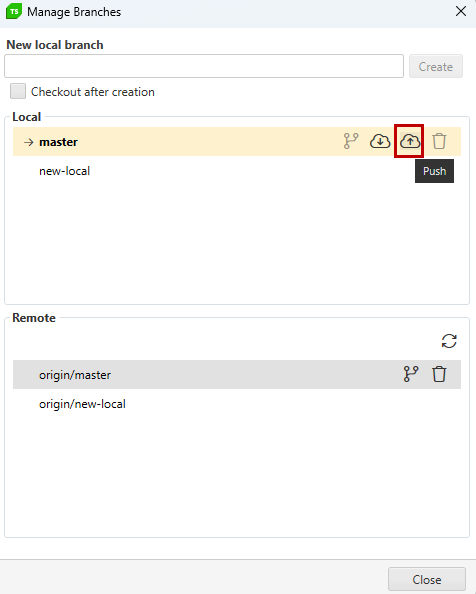 TS Manage Branches
New local branch
Create
Checkout after creation
Local
master
new-local
Push
Remote
origin/master
origin/new-local
Close